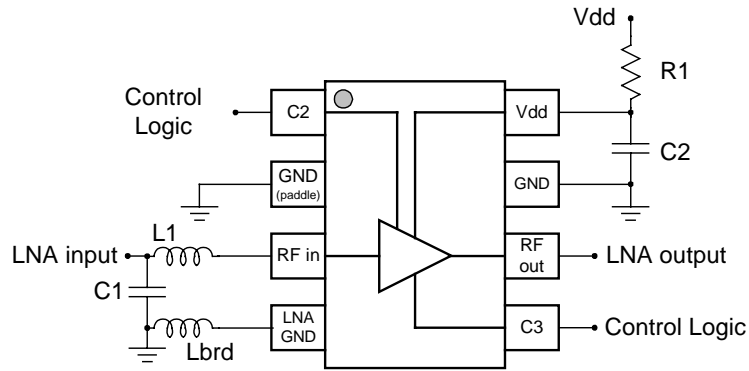 Vdd
R1
Control
Logic
C2
Vdd
C2
GND
(paddle)
GND
LNA input
L1
RF in
RF
out
LNA output
C1
Lbrd
LNA
GND
C3
Control Logic